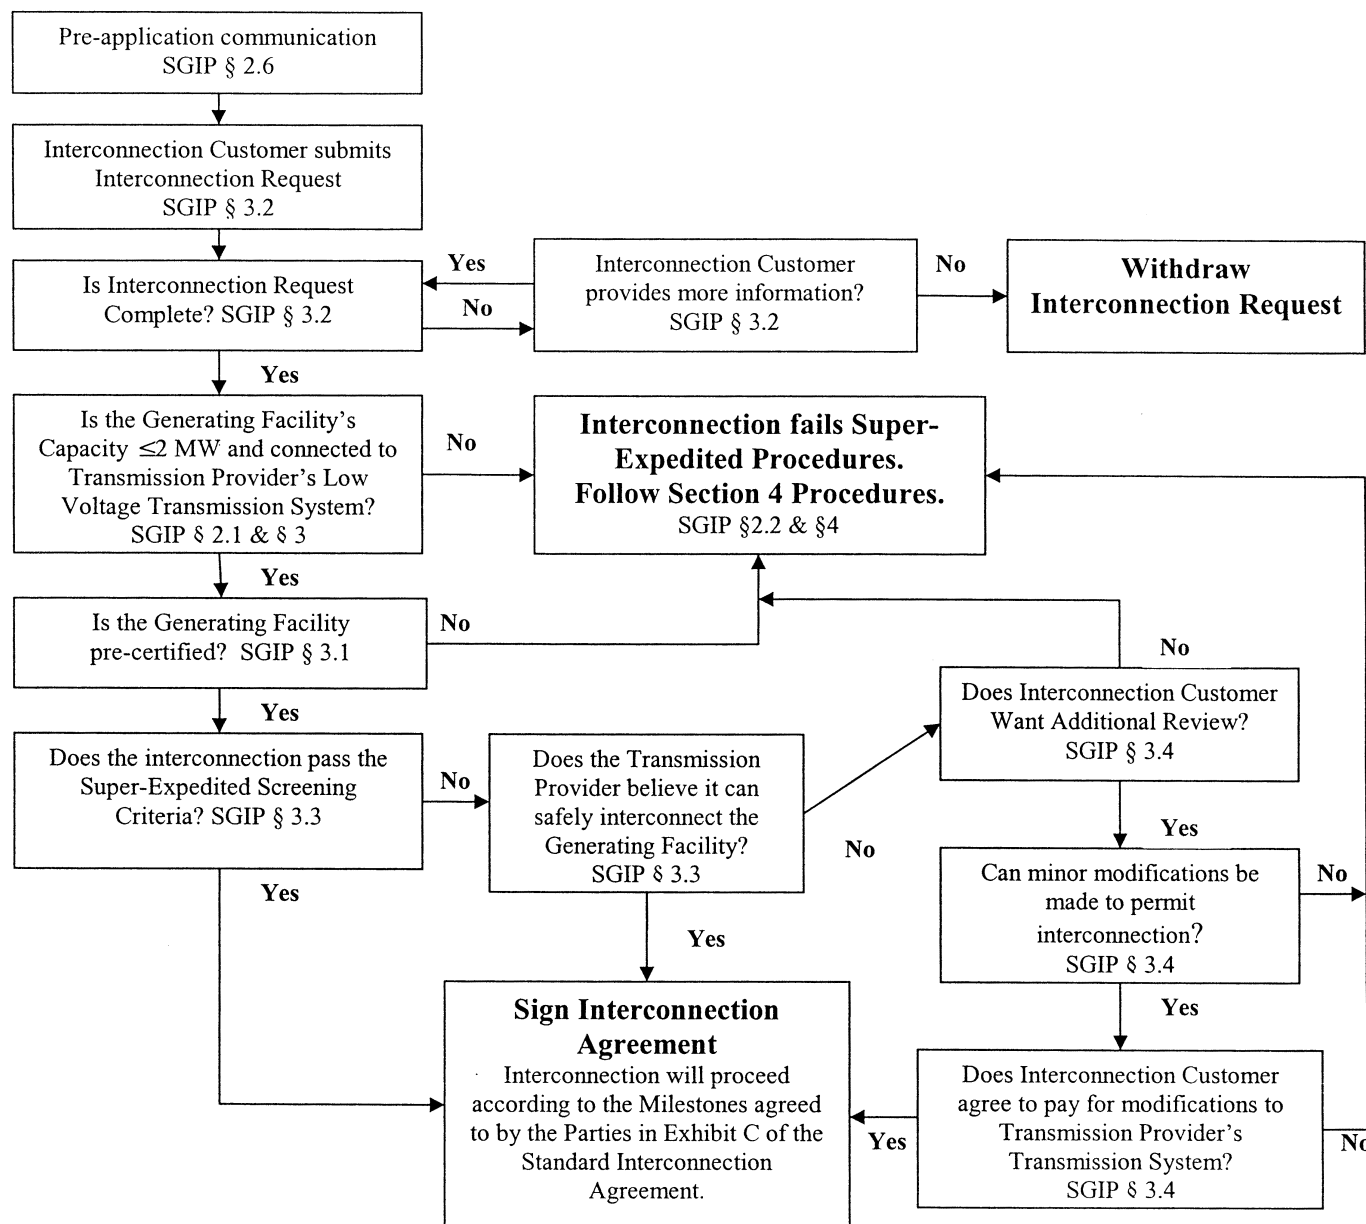 Pre-application communication
SGIP § 2.6
Interconnection Customer submits
Interconnection Request
SGIP § 3.2
Is Interconnection Request
Complete? SGIP § 3.2
Yes
No
Interconnection Customer
provides more information?
SGIP § 3.2
No
Withdraw
Interconnection Request
Yes
Is the Generating Facility's
Capacity ≤2 MW and connected to
Transmission Provider's Low
Voltage Transmission System?
SGIP § 2.1 & § 3
No
Interconnection fails Super-
Expedited Procedures.
Follow Section 4 Procedures.
SGIP §2.2 & §4
Yes
Is the Generating Facility
pre-certified? SGIP § 3.1
No
Yes
Does the interconnection pass the
Super-Expedited Screening
Criteria? SGIP § 3.3
No
Does the Transmission
Provider believe it can
safely interconnect the
Generating Facility?
SGIP § 3.3
No
No
Does Interconnection Customer
Want Additional Review?
SGIP § 3.4
Yes
Can minor modifications be
made to permit
interconnection?
SGIP § 3.4
No
Yes
Yes
Yes
Sign Interconnection
Agreement
Interconnection will proceed
according to the Milestones agreed
to by the Parties in Exhibit C of the
Standard Interconnection
Agreement.
Yes
Does Interconnection Customer
agree to pay for modifications to
Transmission Provider's
Transmission System?
SGIP § 3.4
No